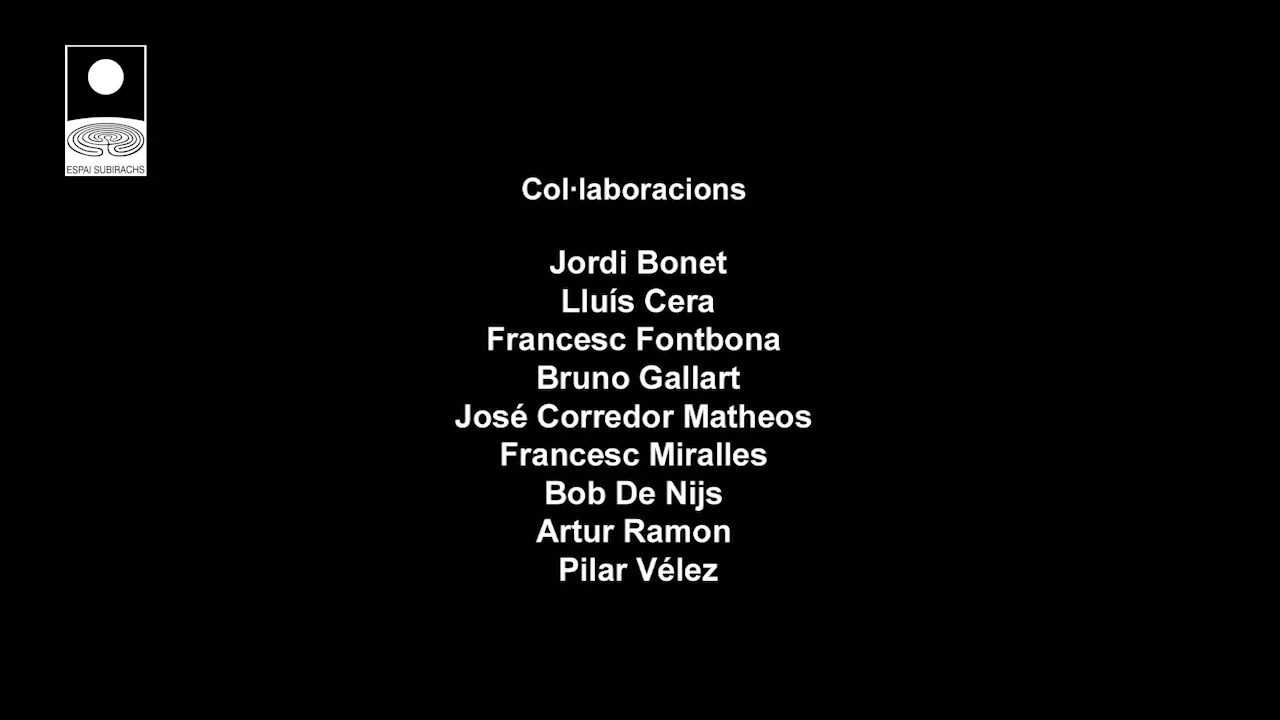 ESPAI SUBIRACHS
Col·laboracions
Jordi Bonet
Lluís Cera
Francesc Fontbona
Bruno Gallart
José Corredor Matheos
Francesc Miralles
Bob De Nijs
Artur Ramon
Pilar Vélez